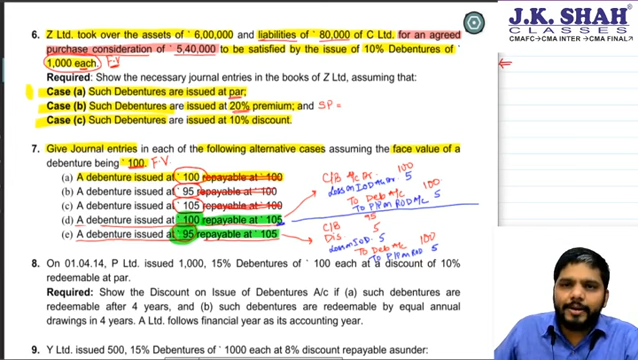 J.K. SHAH®
CLASSES
CMAFC→CMA INTER →CMA FINAL
6. Z Ltd. took over the assets of ` 6,00,000 and liabilities of ` 80,000 of C Ltd. for an agreed
purchase consideration of ` 5,40,000 to be satisfied by the issue of 10% Debentures of `
1,000 each. F.V
Required: Show the necessary journal entries in the books of Z Ltd, assuming that:
Case (a) Such Debentures are issued at par;
Case (b) Such Debentures are issued at 20% premium; and SP =
Case (c) Such Debentures are issued at 10% discount.
7. Give Journal entries in each of the following alternative cases assuming the face value of a
debenture being ` 100. F.V.
(a) A debenture issued at ` 100 repayable at ` 100
(b) A debenture issued at ` 95 repayable at ` 100
(c) A debenture issued at ` 105 repayable at ` 100
(d) A debenture issued at ` 100 repayable at ` 105
(e) A debenture issued at ` 95 repayable at ` 105
C/B A/c Dr. 100
Loss on IOD 5
To Deb A/c 100
To P/Pm ROD A/c 5
C/B 95
Dis 5
Loss on IOD. 5
To Deb A/c 100
To P/Pm ROD 5
8. On 01.04.14, P Ltd. issued 1,000, 15% Debentures of ` 100 each at a discount of 10%
redeemable at par.
Required: Show the Discount on Issue of Debentures A/c if (a) such debentures are
redeemable after 4 years, and (b) such debentures are redeemable by equal annual
drawings in 4 years. A Ltd. follows financial year as its accounting year.
9. Y Ltd. issued 500, 15% Debentures of ` 1000 each at 8% discount repayable asunder: